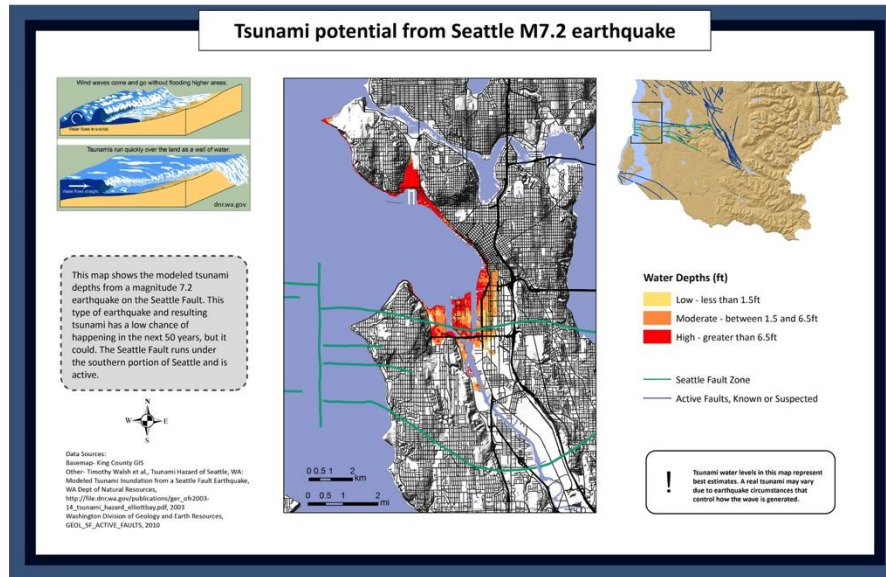 Tsunami potential from Seattle M7.2 earthquake
Wind waves come and go without flooding higher areas.
Water flows in a circle
Tsunamis run quickly over the land as a wall of water.
Water flows straight
dnr.wa.gov
This map shows the modeled tsunami
depths from a magnitude 7.2
earthquake on the Seattle Fault. This
type of earthquake and resulting
tsunami has a low chance of
happening in the next 50 years, but it
could. The Seattle Fault runs under
the southern portion of Seattle and is
active.
N
W E
S
Data Sources:
Basemap- King County GIS
Other- Timothy Walsh et al., Tsunami Hazard of Seattle, WA:
Modeled Tsunami Inundation from a Seattle Fault Earthquake,
WA Dept of Natural Resources,
http://file.dnr.wa.gov/publications/ger_ofr2003-
14_tsunami_hazard_elliottbay.pdf, 2003
Washington Division of Geology and Earth Resources,
GEOL_SF_ACTIVE_FAULTS, 2010
0 0.5 1 2
km
0 0.5 1 2
mi
Water Depths (ft)
Low - less than 1.5ft
Moderate - between 1.5 and 6.5ft
High - greater than 6.5ft
Seattle Fault Zone
Active Faults, Known or Suspected
!
Tsunami water levels in this map represent
best estimates. A real tsunami may vary
due to earthquake circumstances that
control how the wave is generated.